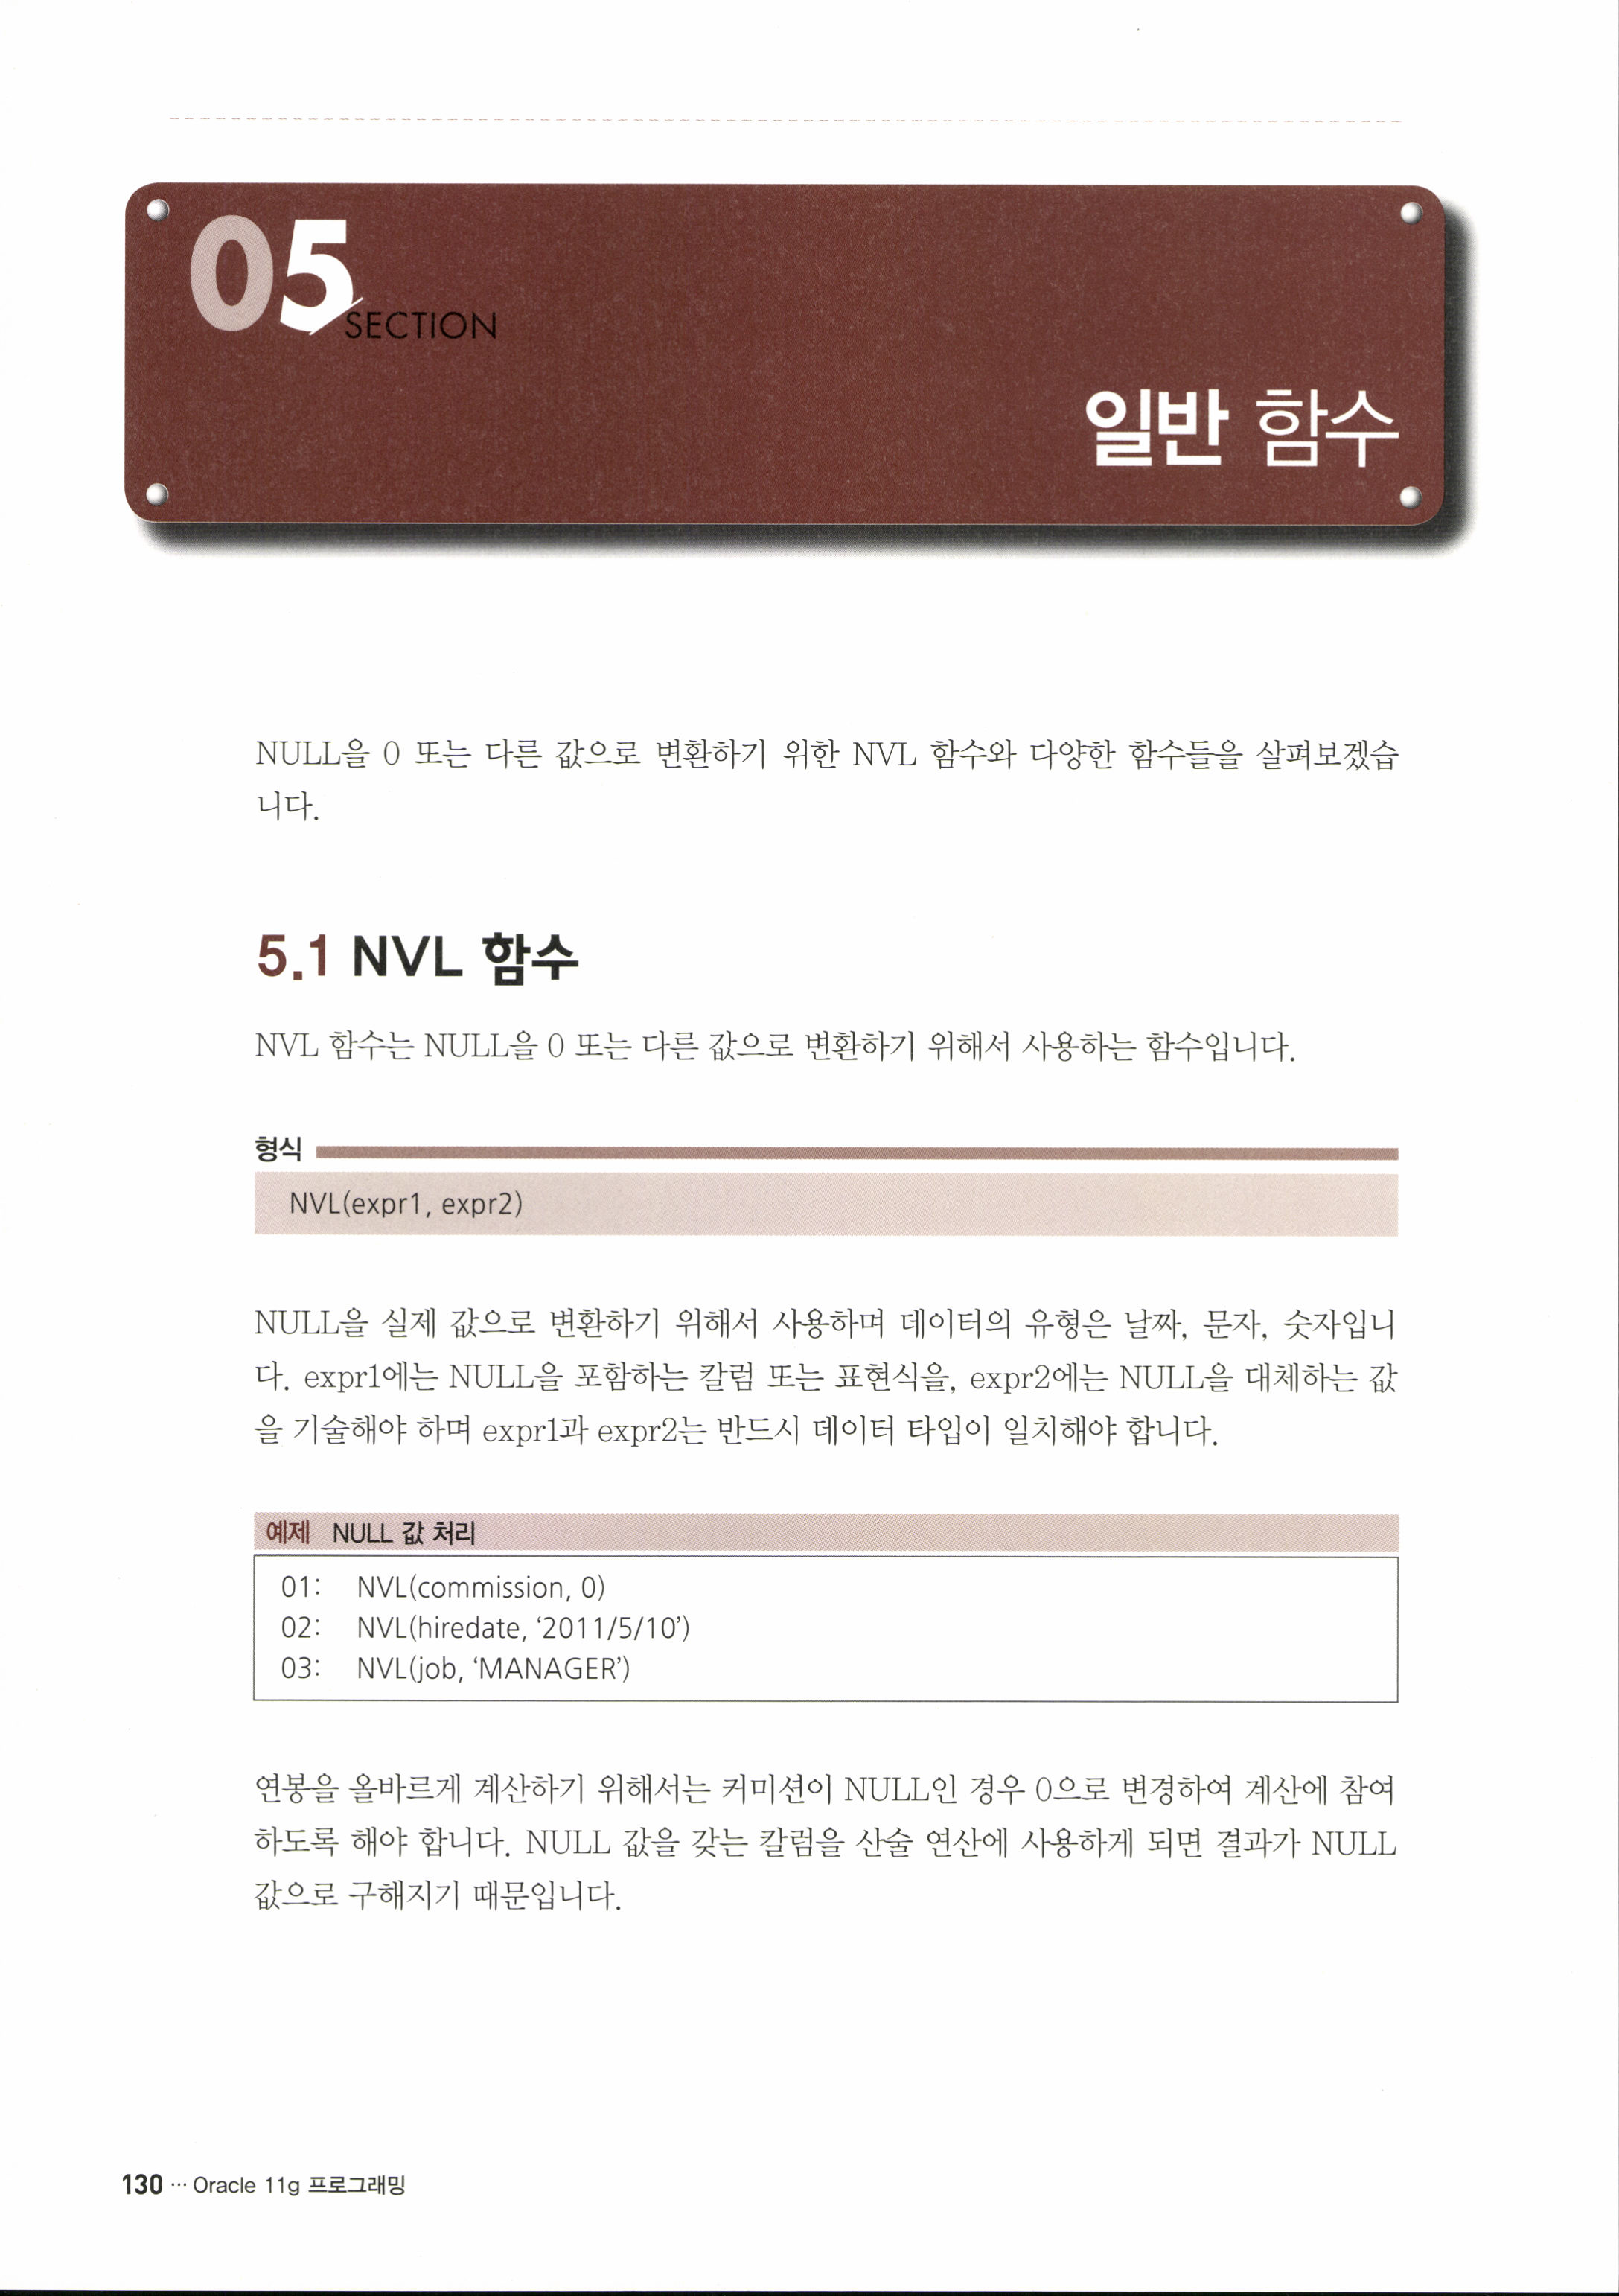 05
SECTION
일반 함수
NULL을 0 또는 다른 값으로 변환하기 위한 NVL 함수와 다양한 함수들을 살펴보겠습
니다.
5.1 NVL 함수
NVL 함수는 NULL을 0 또는 다른 값으로 변환하기 위해서 사용하는 함수입니다.
형식
NVL(expr1, expr2)
NULL을 실제 값으로 변환하기 위해서 사용하며 데이터의 유형은 날짜, 문자, 숫자입니
다. expr1에는 NULL을 포함하는 칼럼 또는 표현식을, expr2에는 NULL을 대체하는 값
을 기술해야 하며 expr1과 expr2는 반드시 데이터 타입이 일치해야 합니다.
예제 NULL 값 처리
01: NVL(commission, 0)
02: NVL(hiredate, ‘2011/5/10’)
03: NVL(job, ‘MANAGER’)
연봉을 올바르게 계산하기 위해서는 커미션이 NULL인 경우 0으로 변경하여 계산에 참여
하도록 해야 합니다. NULL 값을 갖는 칼럼을 산술 연산에 사용하게 되면 결과가 NULL
값으로 구해지기 때문입니다.
130 ··· Oracle 11g 프로그래밍